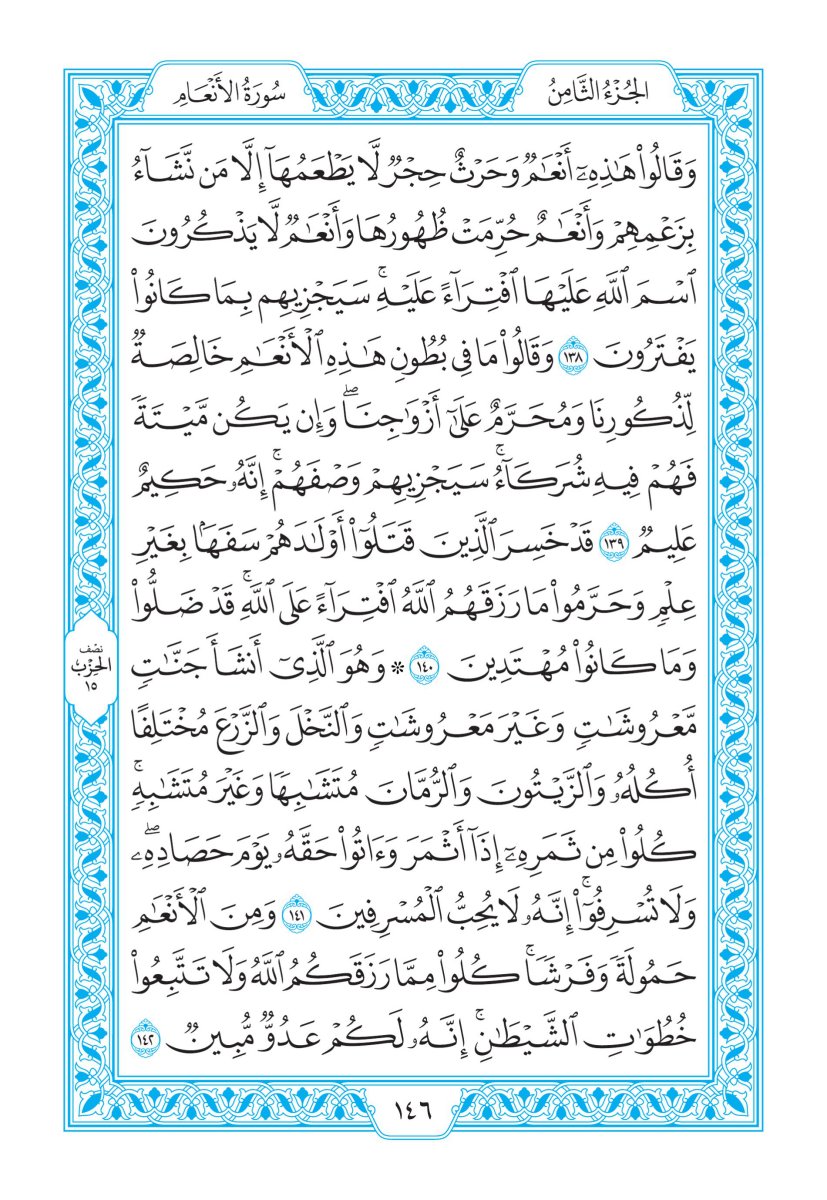 الجُزْءُ الثَّامِنُ
سُورَةُ الأَنْعَامِ
وَقَالُوا۟ هَٰذِهِۦٓ أَنْعَٰمٌ وَحَرْثٌ حِجْرٌ لَّا يَطْعَمُهَآ إِلَّا مَن نَّشَآءُ
بِزَعْمِهِمْ وَأَنْعَٰمٌ حُرِّمَتْ ظُهُورُهَا وَأَنْعَٰمٌ لَّا يَذْكُرُونَ
ٱسْمَ ٱللَّهِ عَلَيْهَا ٱفْتِرَآءً عَلَيْهِ ۚ سَيَجْزِيهِم بِمَا كَانُوا۟
يَفْتَرُونَ ١٣٨ وَقَالُوا۟ مَا فِى بُطُونِ هَٰذِهِ ٱلْأَنْعَٰمِ خَالِصَةٌ
لِّذُكُورِنَا وَمُحَرَّمٌ عَلَىٰٓ أَزْوَٰجِنَا ۖ وَإِن يَكُن مَّيْتَةً
فَهُمْ فِيهِ شُرَكَآءُ ۚ سَيَجْزِيهِمْ وَصْفَهُمْ ۚ إِنَّهُۥ حَكِيمٌ
عَلِيمٌ ١٣٩ قَدْ خَسِرَ ٱلَّذِينَ قَتَلُوٓا۟ أَوْلَٰدَهُمْ سَفَهًۢا بِغَيْرِ
عِلْمٍ وَحَرَّمُوا۟ مَا رَزَقَهُمُ ٱللَّهُ ٱفْتِرَآءً عَلَى ٱللَّهِ ۚ قَدْ ضَلُّوا۟
وَمَا كَانُوا۟ مُهْتَدِينَ ١٤٠ * وَهُوَ ٱلَّذِىٓ أَنشَأَ جَنَّٰتٍ
مَّعْرُوشَٰتٍ وَغَيْرَ مَعْرُوشَٰتٍ وَٱلنَّخْلَ وَٱلزَّرْعَ مُخْتَلِفًا
أُكُلُهُۥ وَٱلزَّيْتُونَ وَٱلرُّمَّانَ مُتَشَٰبِهًا وَغَيْرَ مُتَشَٰبِهٍ ۚ
كُلُوا۟ مِن ثَمَرِهِۦٓ إِذَآ أَثْمَرَ وَءَاتُوا۟ حَقَّهُۥ يَوْمَ حَصَادِهِۦ ۖ
وَلَا تُسْرِفُوٓا۟ ۚ إِنَّهُۥ لَا يُحِبُّ ٱلْمُسْرِفِينَ ١٤١ وَمِنَ ٱلْأَنْعَٰمِ
حَمُولَةً وَفَرْشًا ۚ كُلُوا۟ مِمَّا رَزَقَكُمُ ٱللَّهُ وَلَا تَتَّبِعُوا۟
خُطُوَٰتِ ٱلشَّيْطَٰنِ ۚ إِنَّهُۥ لَكُمْ عَدُوٌّ مُّبِينٌ ١٤٢
نِصْف
الحِزْب
١٥
١٤٦